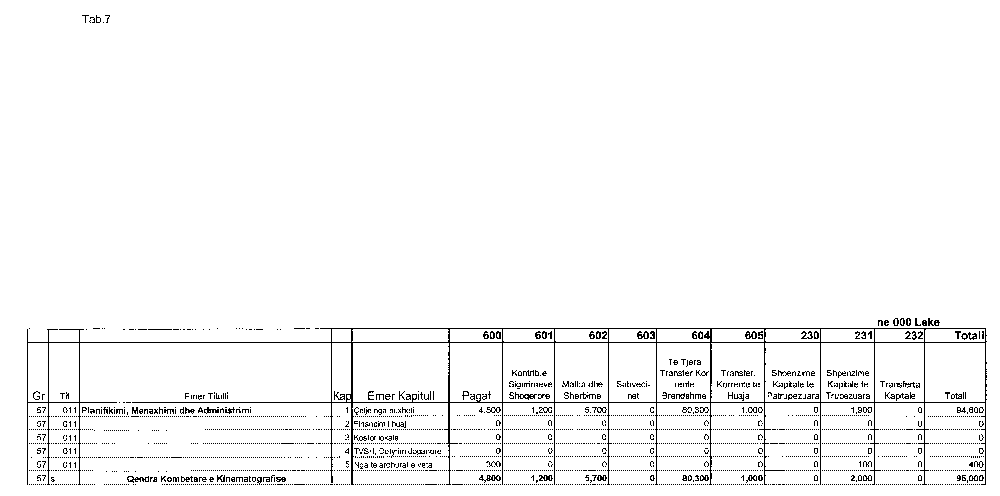 Tab.7
ne 000 Leke
600 601 602 603 604 605 230 231 232 Totali
Gr Tit Emer Titulli Kap Emer Kapitull Pagat Kontrib.e Sigurimeve Shoqerore Mallra dhe Sherbime Subveci-net Te Tjera Transfer.Kor rente Brendshme Transfer. Korrente te Huaja Shpenzime Kapitale te Patrupezuara Shpenzime Kapitale te Trupezuara Transferta Kapitale Totali
57 011 Planifikimi, Menaxhimi dhe Administrimi 1 Çelje nga buxheti 4,500 1,200 5,700 0 80,300 1,000 0 1,900 0 94,600
57 011 2 Financim i huaj 0 0 0 0 0 0 0 0 0 0
57 011 3 Kostot lokale 0 0 0 0 0 0 0 0 0 0
57 011 4 TVSH, Detyrim doganore 0 0 0 0 0 0 0 0 0 0
57 011 5 Nga te ardhurat e veta 300 0 0 0 0 0 0 100 0 400
57 s Qendra Kombetare e Kinematografise 4,800 1,200 5,700 0 80,300 1,000 0 2,000 0 95,000